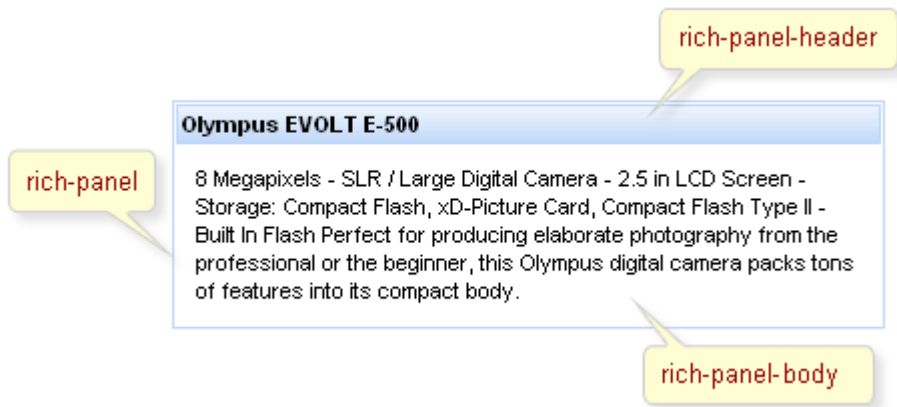 rich-panel-header
Olympus EVOLT E-500
rich-panel
8 Megapixels - SLR / Large Digital Camera - 2.5 in LCD Screen -
Storage: Compact Flash, xD-Picture Card, Compact Flash Type II -
Built In Flash Perfect for producing elaborate photography from the
professional or the beginner, this Olympus digital camera packs tons
of features into its compact body.
rich-panel-body